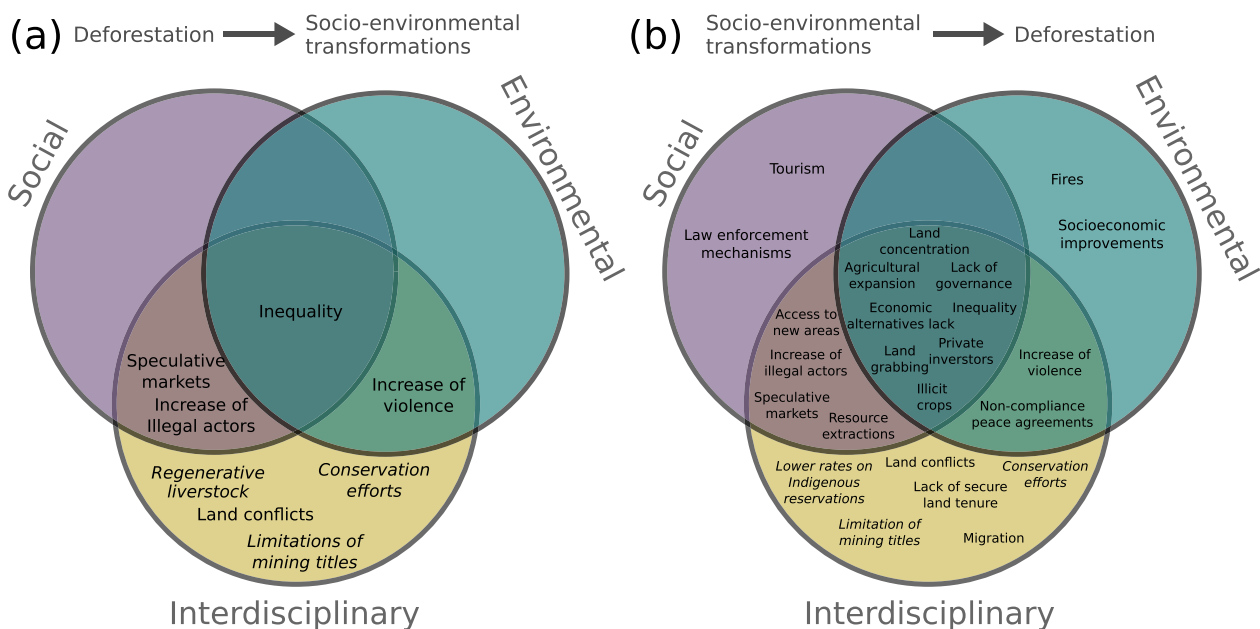 (a) Deforestation → Socio-environmental
transformations
Social
Environmental
Inequality
Speculative
markets
Increase of
Illegal actors
Increase of
violence
Regenerative
livestock
Conservation
efforts
Land conflicts
Limitations of
mining titles
Interdisciplinary
(b) Socio-environmental
transformations → Deforestation
Social
Environmental
Tourism
Law enforcement
mechanisms
Fires
Socioeconomic
improvements
Land
concentration
Agricultural
expansion
Lack of
governance
Economic
alternatives lack
Inequality
Land
grabbing
Private
inverstors
Illicit
crops
Access to
new areas
Increase of
illegal actors
Speculative
markets
Resource
extractions
Increase of
violence
Non-compliance
peace agreements
Lower rates on
Indigenous
reservations
Land conflicts
Conservation
efforts
Lack of secure
land tenure
Limitation of
mining titles
Migration
Interdisciplinary